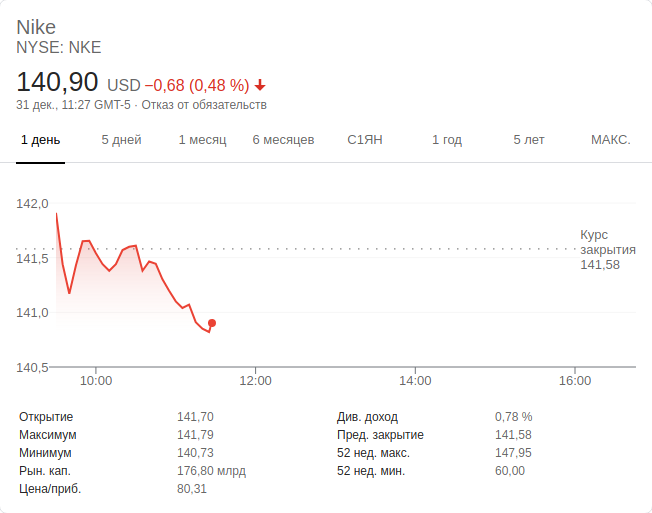 Nike
NYSE: NKE
140,90 USD −0,68 (0,48 %)
31 дек., 11:27 GMT-5 · Отказ от обязательств
1 день 5 дней 1 месяц 6 месяцев С1ЯН 1 год 5 лет МАКС.
142,0
141,5
141,0
140,5
Курс
закрытия
141,58
10:00 12:00 14:00 16:00
Открытие 141,70 Див. доход 0,78 %
Максимум 141,79 Пред. закрытие 141,58
Минимум 140,73 52 нед. макс. 147,95
Рын. кап. 176,80 млрд 52 нед. мин. 60,00
Цена/приб. 80,31